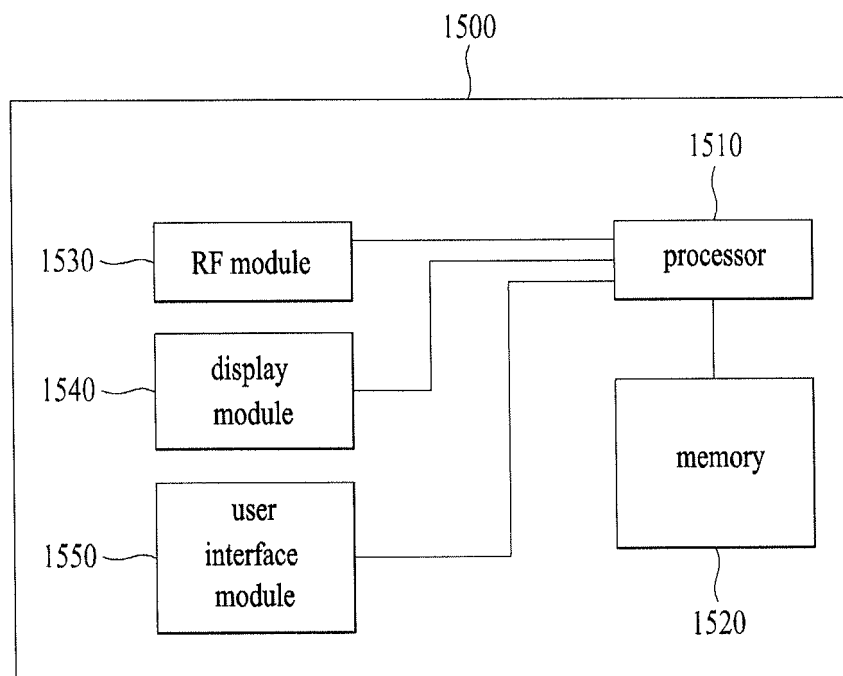 1500
1510
1530
RF module
processor
1540
display
module
memory
1550
user
interface
module
1520